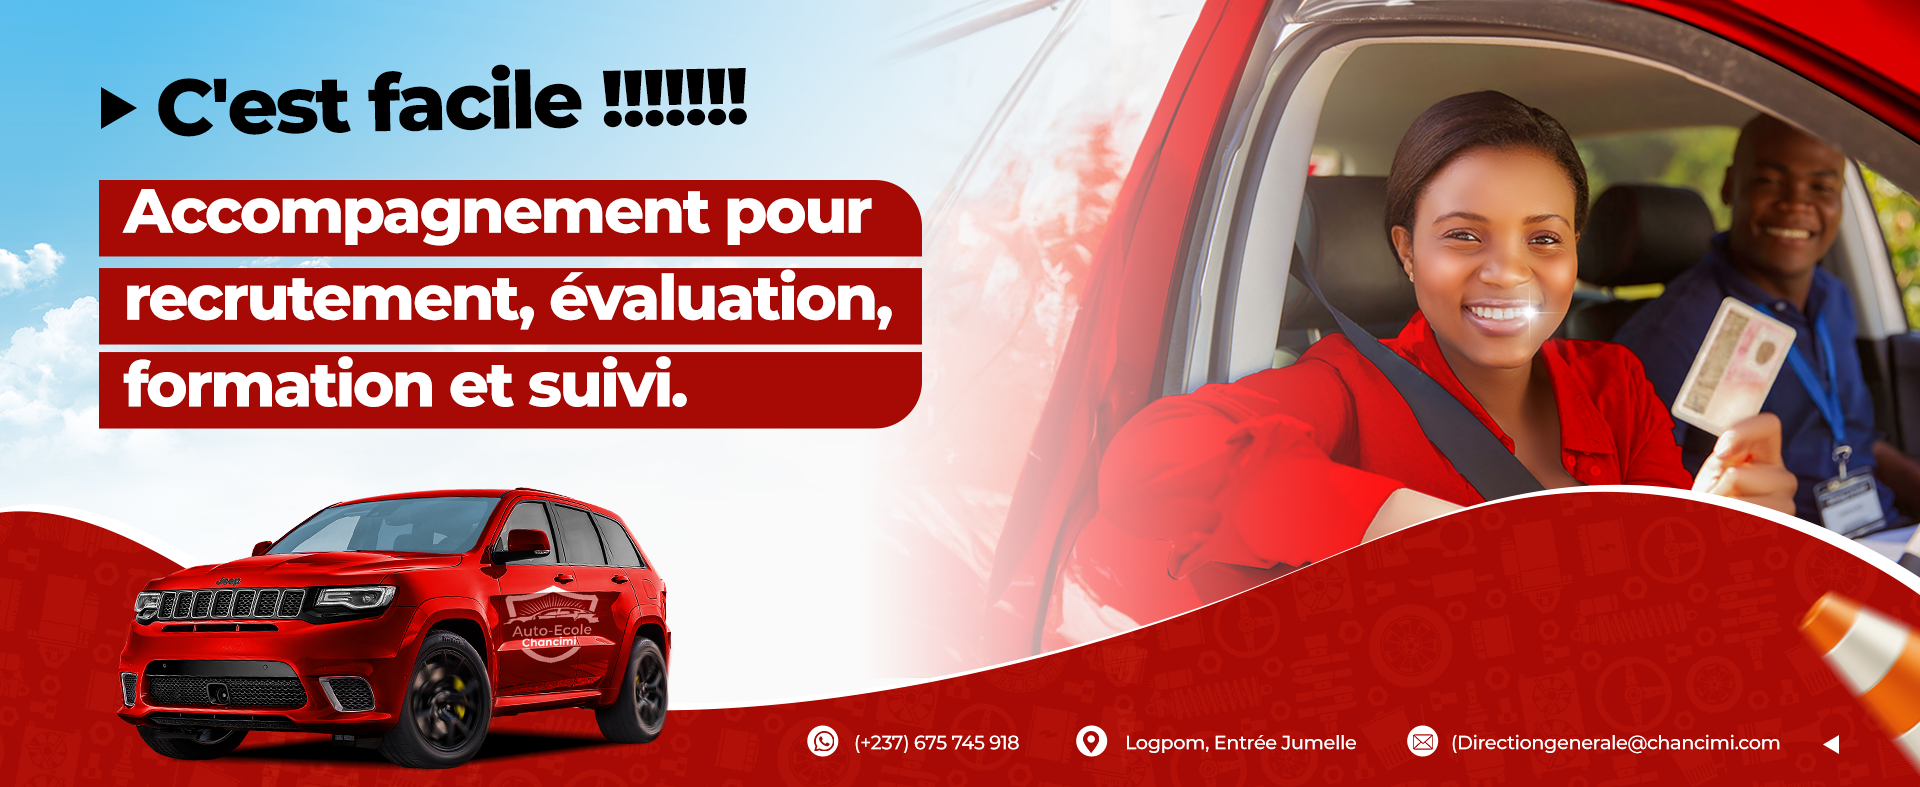 C'est facile !!!!!!!
Accompagnement pour
recrutement, évaluation,
formation et suivi.
Jeep
Auto-Ecole
Chancimi
(+237) 675 745 918
Logpom, Entrée Jumelle
(Directiongenerale@chancimi.com